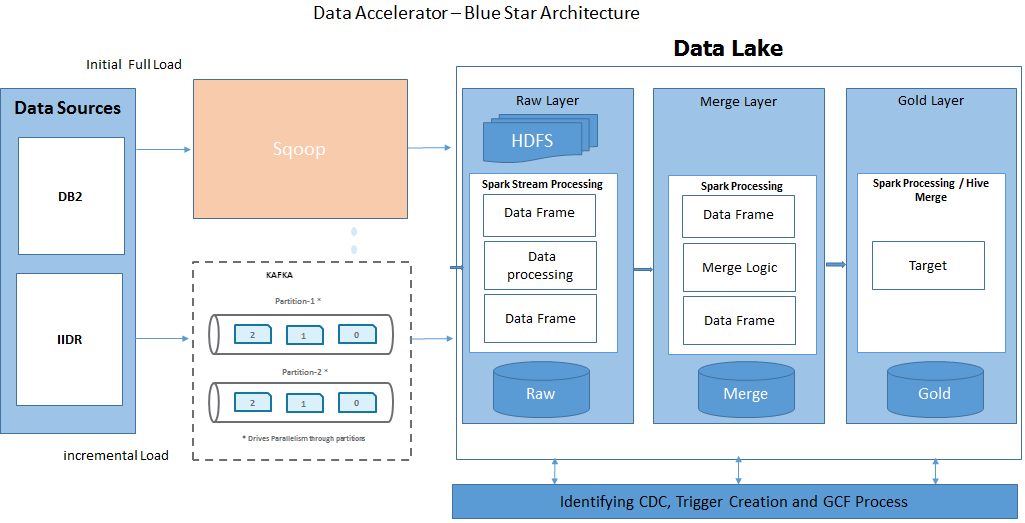 Data Accelerator – Blue Star Architecture
Data Lake
Initial Full Load
Data Sources
DB2
IIDR
incremental Load
Sqoop
KAFKA
Partition-1 *
2 1 0
Partition-2 *
2 1 0
* Drives Parallelism through partitions
Raw Layer
HDFS
Spark Stream Processing
Data Frame
Data
processing
Data Frame
Raw
Merge Layer
Spark Processing
Data Frame
Merge Logic
Data Frame
Merge
Gold Layer
Spark Processing / Hive
Merge
Target
Gold
Identifying CDC, Trigger Creation and GCF Process